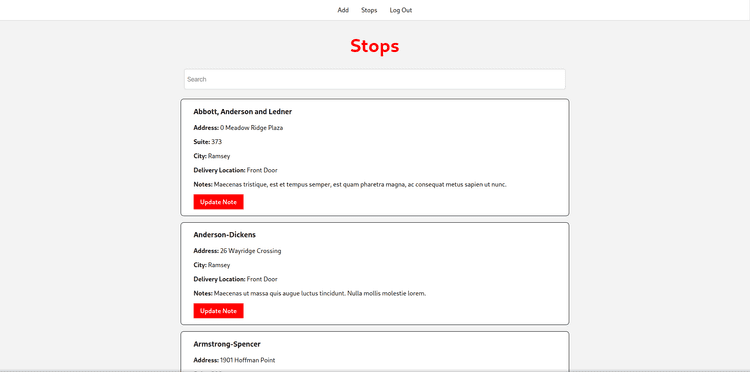 Add Stops Log Out
Stops
Search
Abbott, Anderson and Ledner
Address: 0 Meadow Ridge Plaza
Suite: 373
City: Ramsey
Delivery Location: Front Door
Notes: Maecenas tristique, est et tempus semper, est quam pharetra magna, ac consequat metus sapien ut nunc.
Update Note
Anderson-Dickens
Address: 26 Wayridge Crossing
City: Ramsey
Delivery Location: Front Door
Notes: Maecenas ut massa quis augue luctus tincidunt. Nulla mollis molestie lorem.
Update Note
Armstrong-Spencer
Address: 1901 Hoffman Point